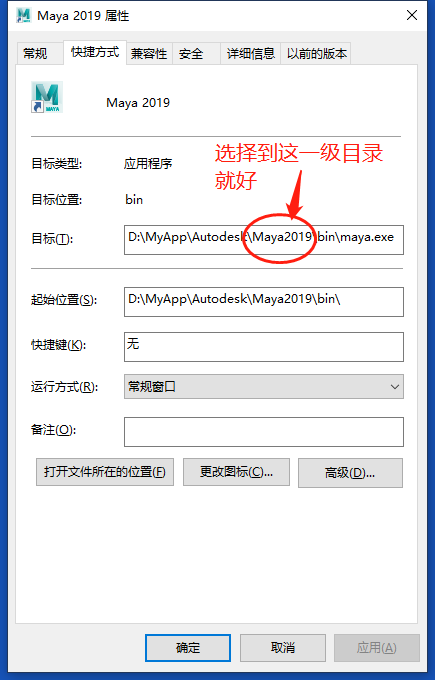 Maya 2019 属性
常规 快捷方式 兼容性 安全 详细信息 以前的版本
MAYA
Maya 2019
选择到这一级目录
就好
目标类型: 应用程序
目标位置: bin
目标(T): D:\MyApp\Autodesk\Maya2019\bin\maya.exe
起始位置(S): D:\MyApp\Autodesk\Maya2019\bin\
快捷键(K): 无
运行方式(R): 常规窗口
备注(O):
打开文件所在的位置(F) 更改图标(C)... 高级(D)...
确定 取消 应用(A)